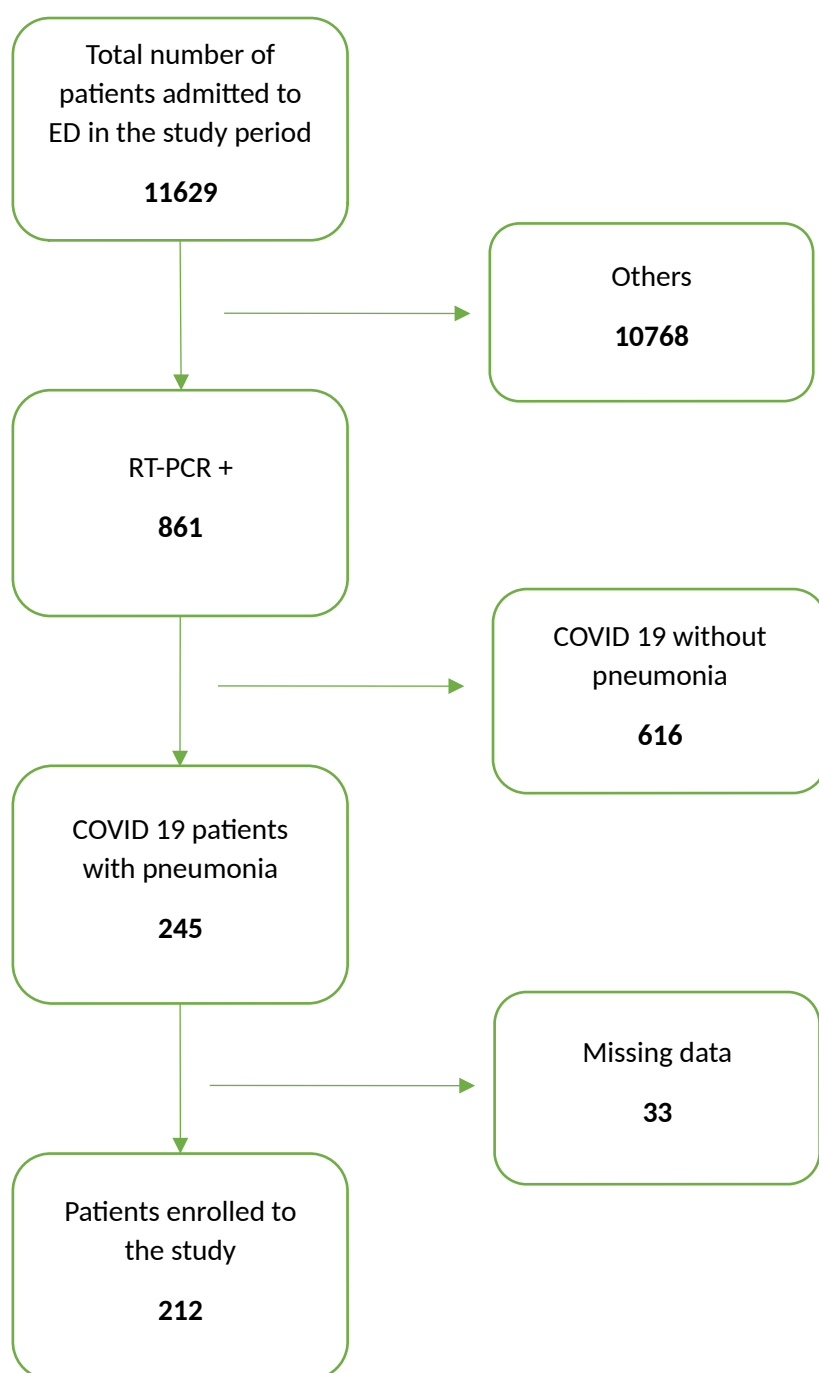 Total number of
patients admitted to
ED in the study period
11629
Others
10768
RT-PCR +
861
COVID 19 without
pneumonia
616
COVID 19 patients
with pneumonia
245
Missing data
33
Patients enrolled to
the study
212